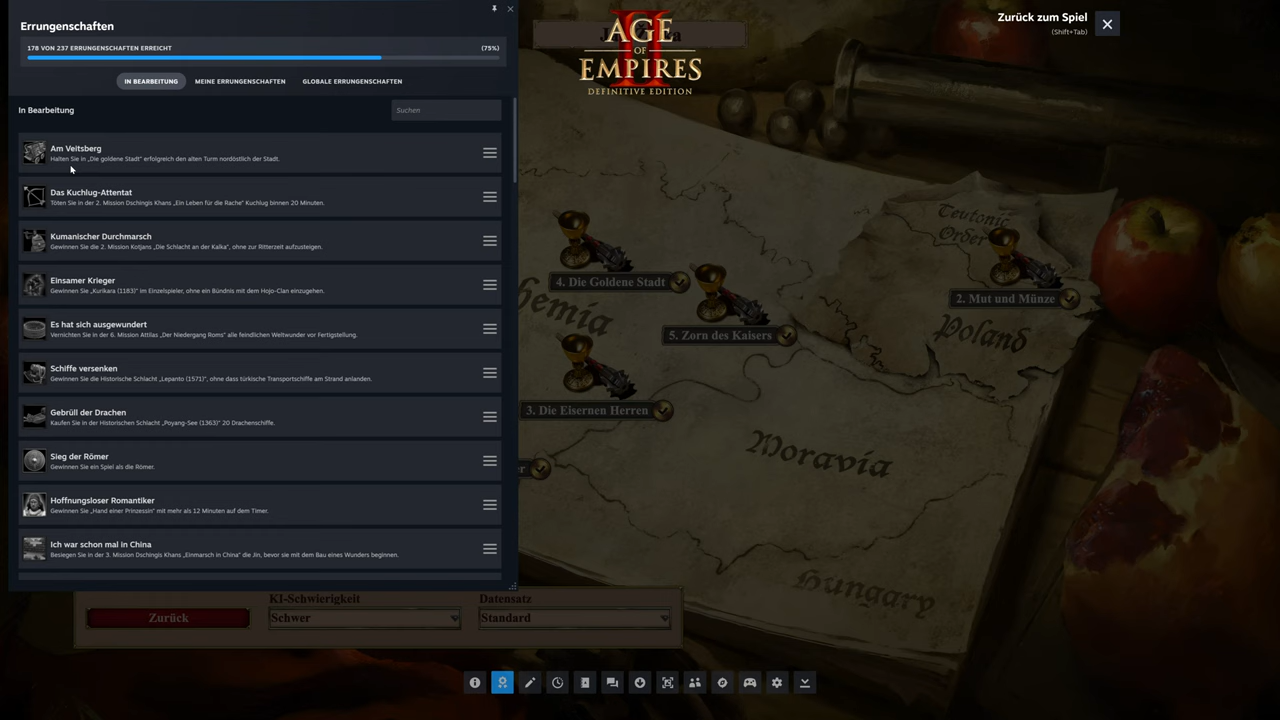 Errungenschaften
178 VON 237 ERRUNGENSCHAFTEN ERREICHT
(75%)
IN BEARBEITUNG
MEINE ERRUNGENSCHAFTEN
GLOBALE ERRUNGENSCHAFTEN
In Bearbeitung
Suchen
Am Veitsberg
Halten Sie in „Die goldene Stadt" erfolgreich den alten Turm nordöstlich der Stadt.
Das Kuchlug-Attentat
Töten Sie in der 2. Mission Dschingis Khans „Ein Leben für die Rache" Kuchlug binnen 20 Minuten.
Kumanischer Durchmarsch
Gewinnen Sie die 2. Mission Kotjans „Die Schlacht an der Kalka", ohne zur Ritterzeit aufzusteigen.
Einsamer Krieger
Gewinnen Sie „Kurikara (1183)" im Einzelspieler, ohne ein Bündnis mit dem Hojo-Clan einzugehen.
Es hat sich ausgewundert
Vernichten Sie in der 6. Mission Attilas „Der Niedergang Roms" alle feindlichen Weltwunder vor Fertigstellung.
Schiffe versenken
Gewinnen Sie die Historische Schlacht „Lepanto (1571)", ohne dass türkische Transportschiffe am Strand anlanden.
Gebrüll der Drachen
Kaufen Sie in der Historischen Schlacht „Poyang-See (1363)" 20 Drachenschiffe.
Sieg der Römer
Gewinnen Sie ein Spiel als die Römer.
Hoffnungsloser Romantiker
Gewinnen Sie „Hand einer Prinzessin" mit mehr als 12 Minuten auf dem Timer.
Ich war schon mal in China
Besiegen Sie in der 3. Mission Dschingis Khans „Einmarsch in China" die Jin, bevor sie mit dem Bau eines Wunders beginnen.
AGE
OF
EMPIRES
II
DEFINITIVE EDITION
Zurück zum Spiel
(Shift+Tab)
Teutonic
Order
4. Die Goldene Stadt
2. Mut und Münze
hemia
5. Zorn des Kaisers
Poland
3. Die Eisernen Herren
Moravia
er
Hungary
KI-Schwierigkeit
Datensatz
Zurück
Schwer
Standard